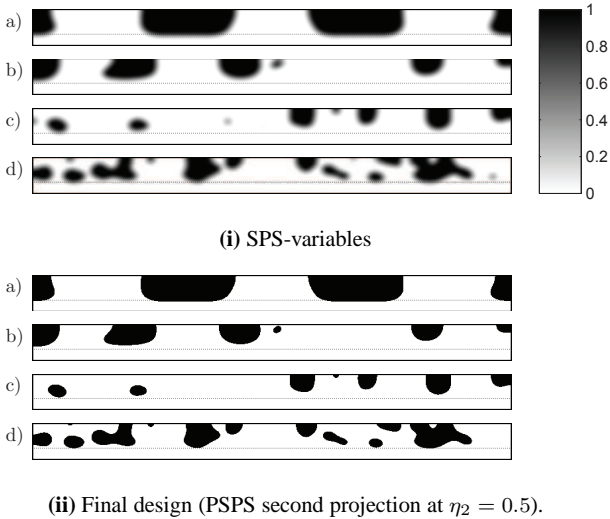 a)
b)
c)
d)
1
0.8
0.6
0.4
0.2
0
(i) SPS-variables
a)
b)
c)
d)
(ii) Final design (PSPS second projection at η₂ = 0.5).